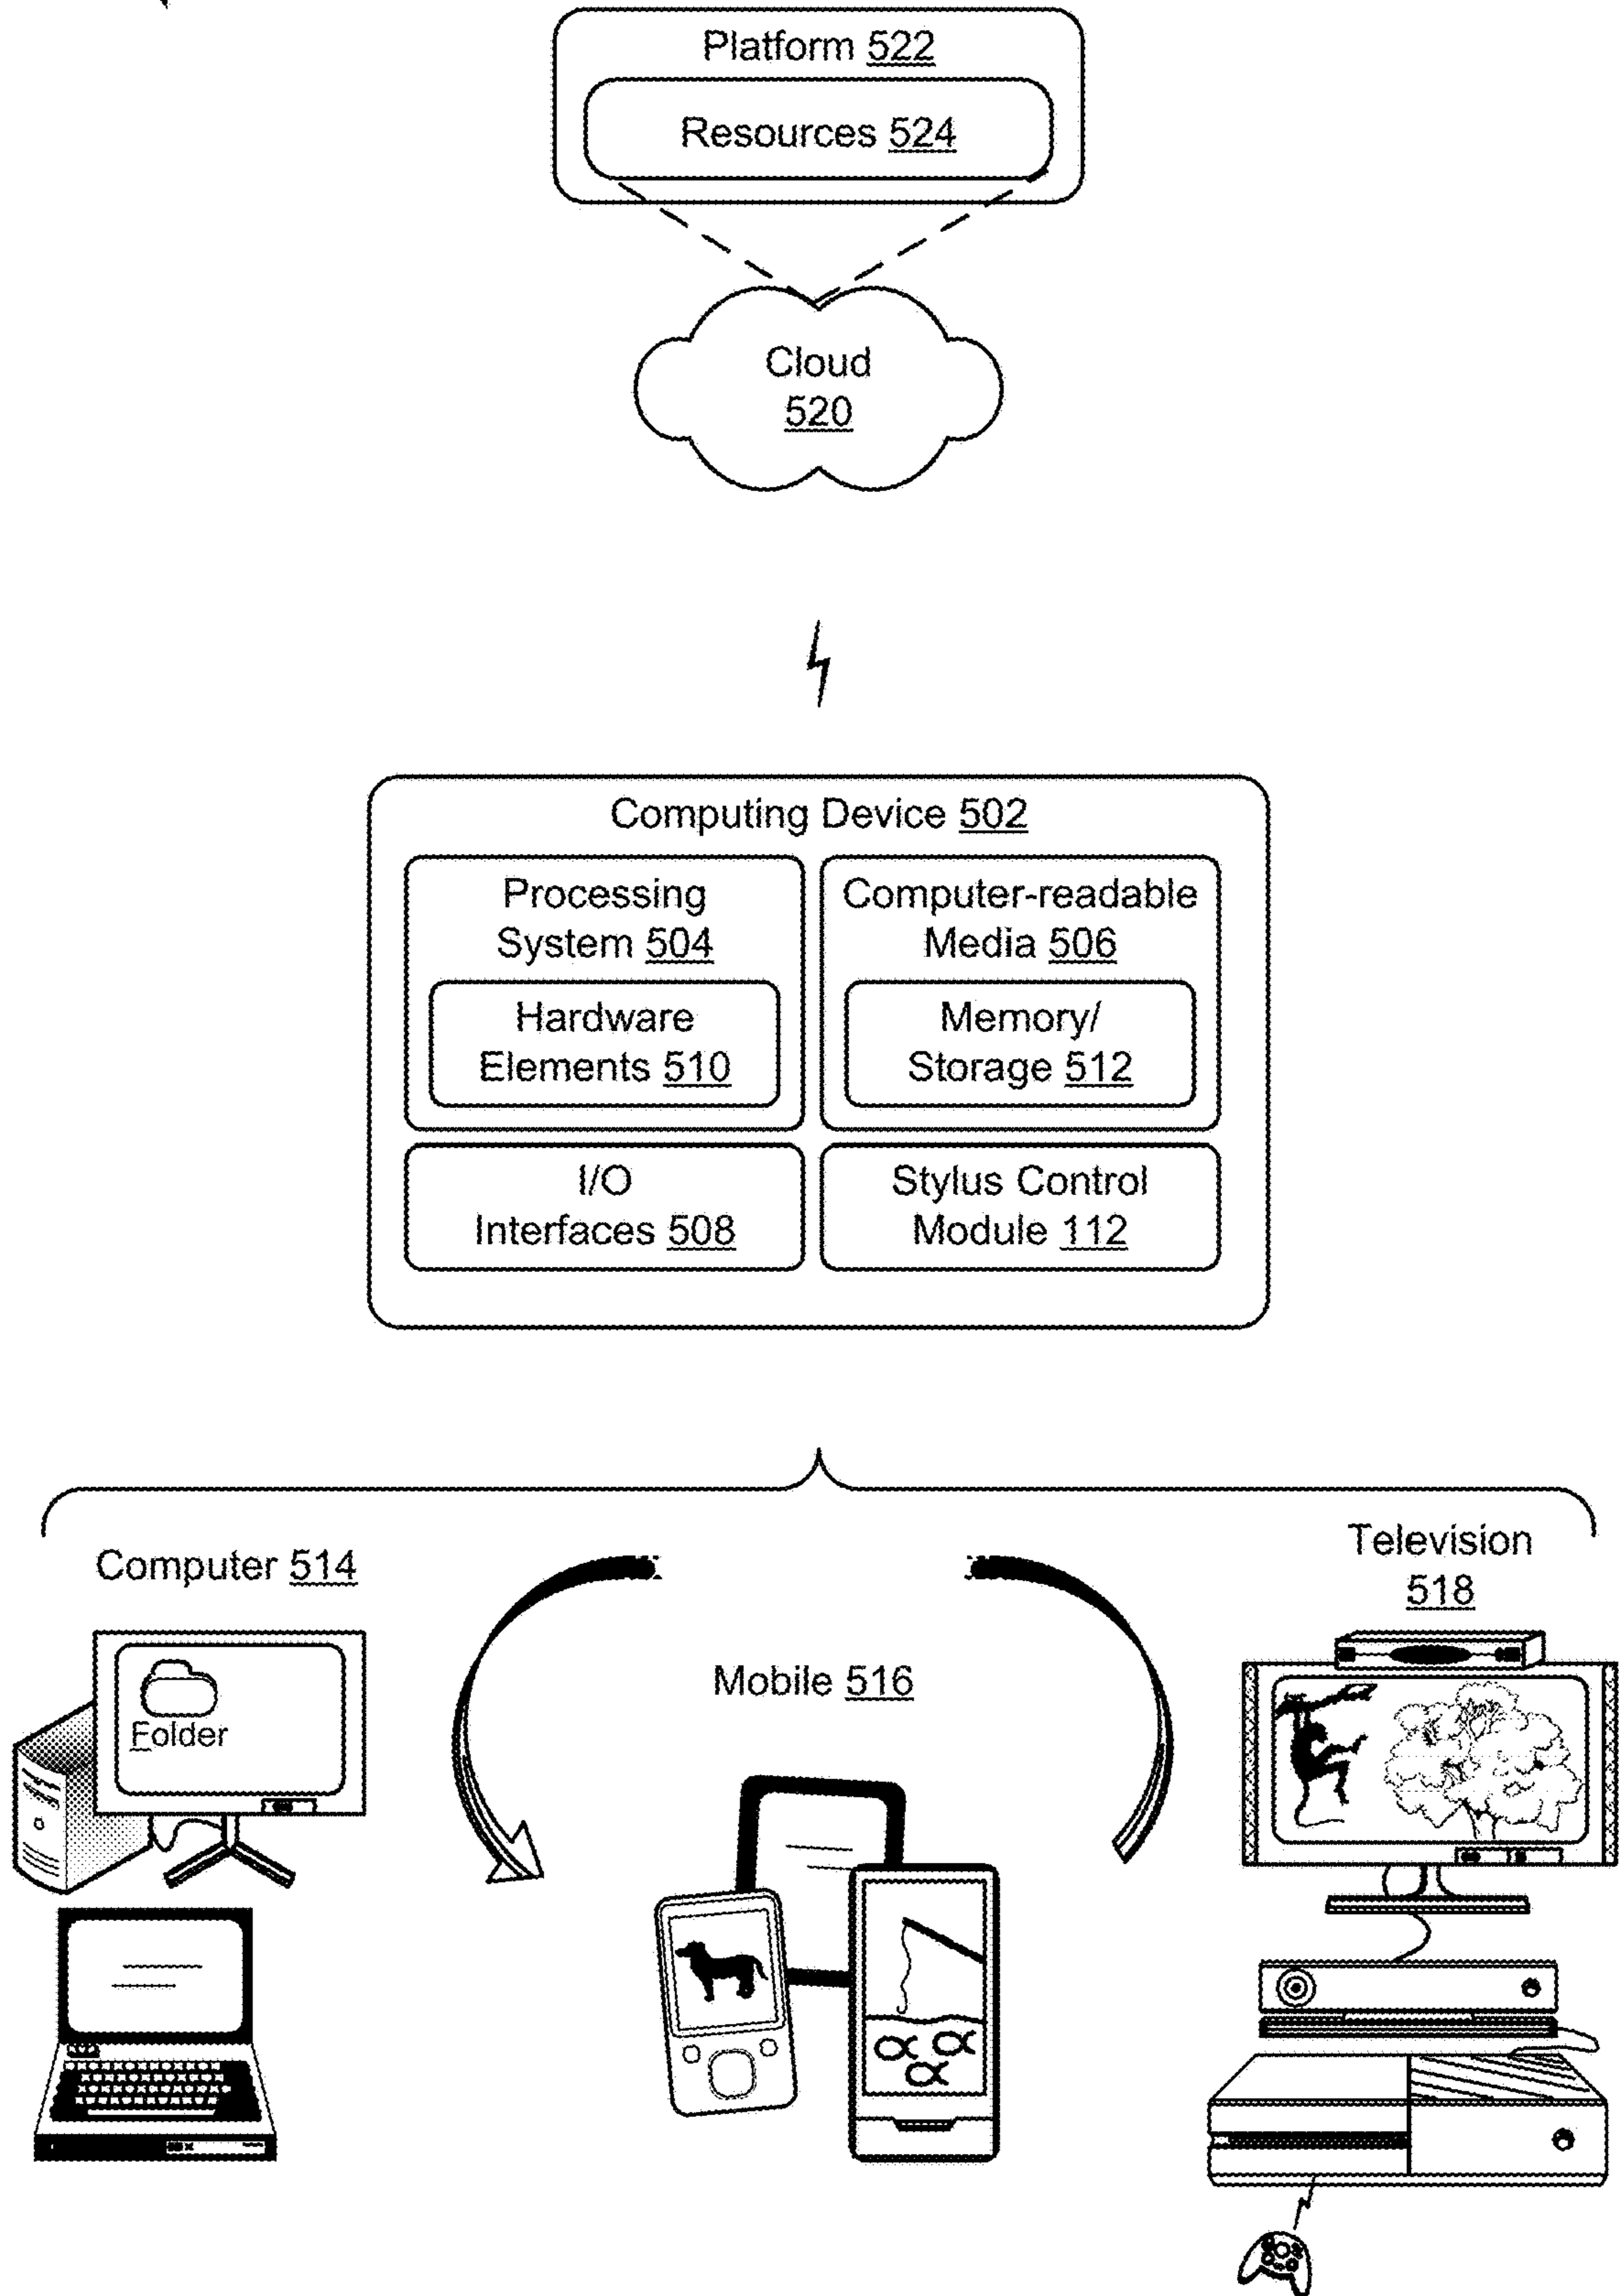 Platform 522
Resources 524
Cloud
520
Computing Device 502
Processing
System 504
Hardware
Elements 510
Computer-readable
Media 506
Memory/
Storage 512
I/O
Interfaces 508
Stylus Control
Module 112
Computer 514
Folder
Mobile 516
Television
518